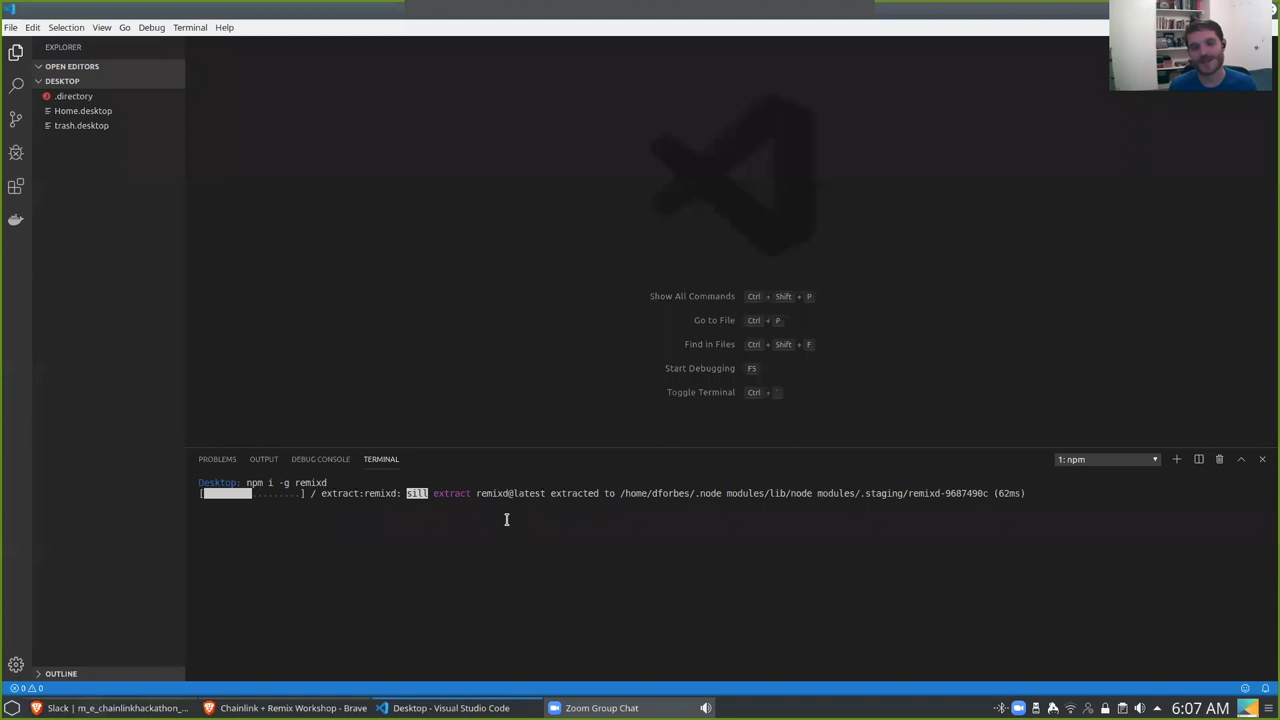 File Edit Selection View Go Debug Terminal Help
EXPLORER
OPEN EDITORS
DESKTOP
.directory
Home.desktop
trash.desktop
Show All Commands Ctrl + Shift + P
Go to File Ctrl + P
Find in Files Ctrl + Shift + F
Start Debugging F5
Toggle Terminal Ctrl + `
PROBLEMS OUTPUT DEBUG CONSOLE TERMINAL
1: npm
Desktop: npm i -g remixd
[ .........] / extract:remixd: sill extract remixd@latest extracted to /home/dforbes/.node modules/lib/node modules/.staging/remixd-9687490c (62ms)
OUTLINE
0 0
Slack | m_e_chainlinkhackathon_... Chainlink + Remix Workshop - Brave Desktop - Visual Studio Code Zoom Group Chat 6:07 AM